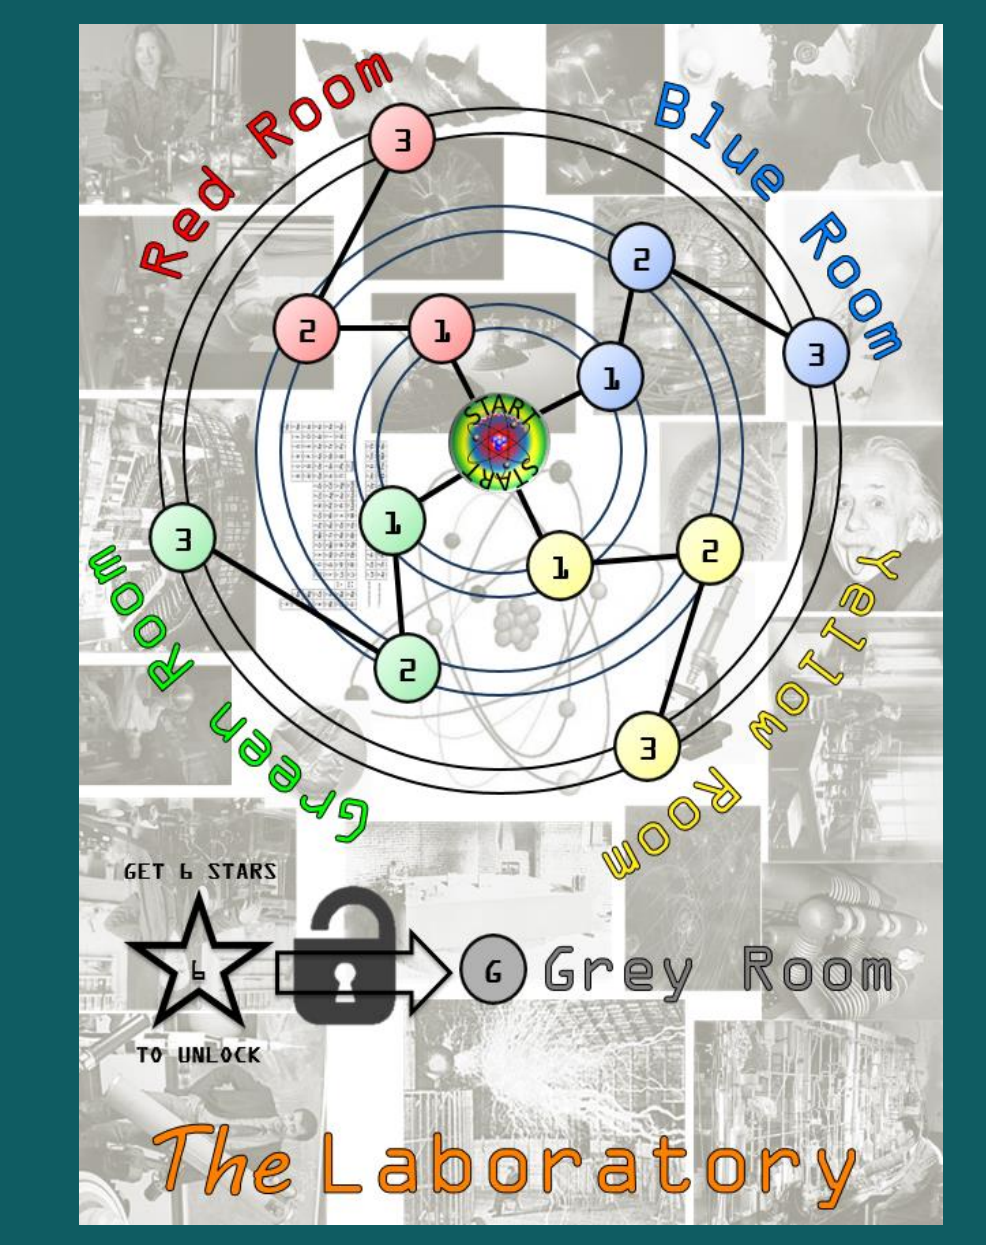 Red Room
Blue Room
3
2
3
2
1
1
START
START
1
3
1
2
2
3
Green Room
Yellow Room
GET 6 STARS
6
G
Grey Room
TO UNLOCK
The Laboratory